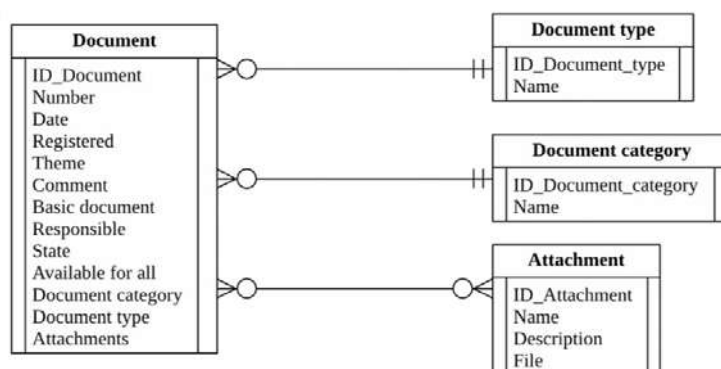 Document
ID_Document
Number
Date
Registered
Theme
Comment
Basic document
Responsible
State
Available for all
Document category
Document type
Attachments
Document type
ID_Document_type
Name
Document category
ID_Document_category
Name
Attachment
ID_Attachment
Name
Description
File